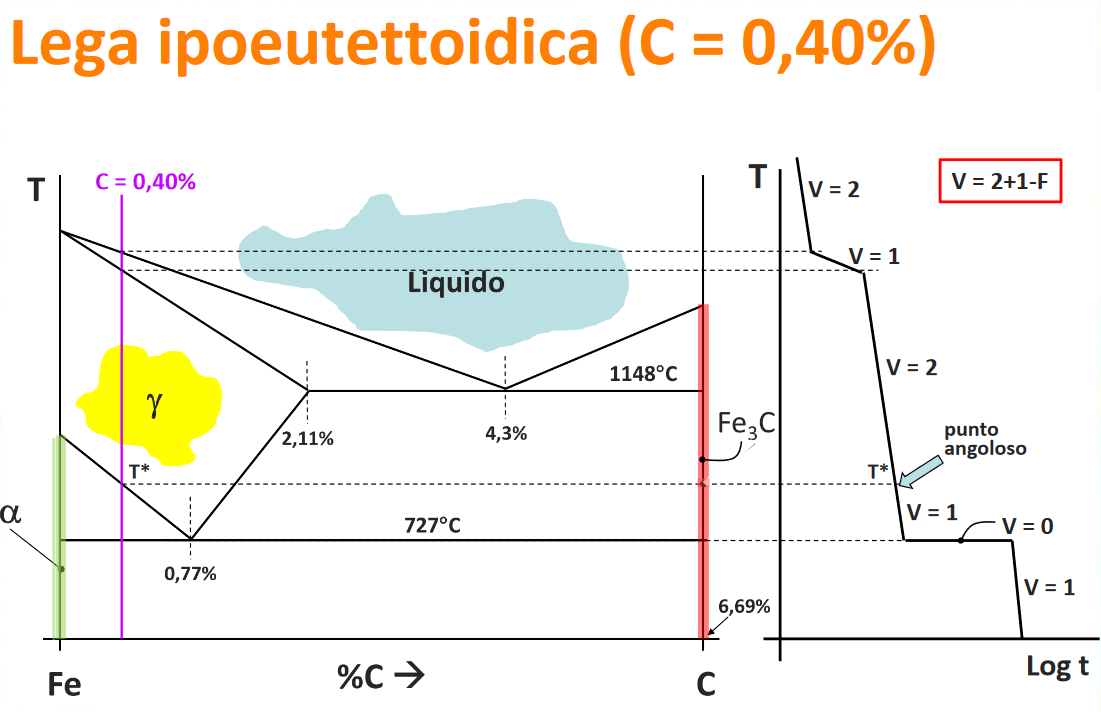 Lega ipoeutettoidica (C = 0,40%)
T
C = 0,40%
T
V = 2
V = 2+1-F
V = 1
Liquido
1148°C
V = 2
γ
2,11%
4,3%
Fe₃C
punto
angoloso
T*
T*
α
727°C
V = 1
V = 0
0,77%
V = 1
6,69%
Fe
%C →
C
Log t